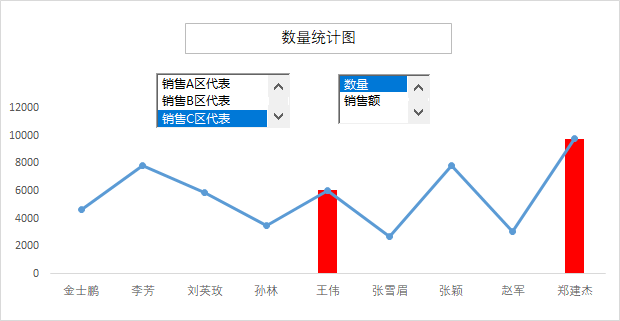 数量统计图
销售A区代表
销售B区代表
销售C区代表
数量
销售额
12000
10000
8000
6000
4000
2000
0
金士鹏 李芳 刘英玫 孙林 王伟 张雪眉 张颖 赵军 郑建杰